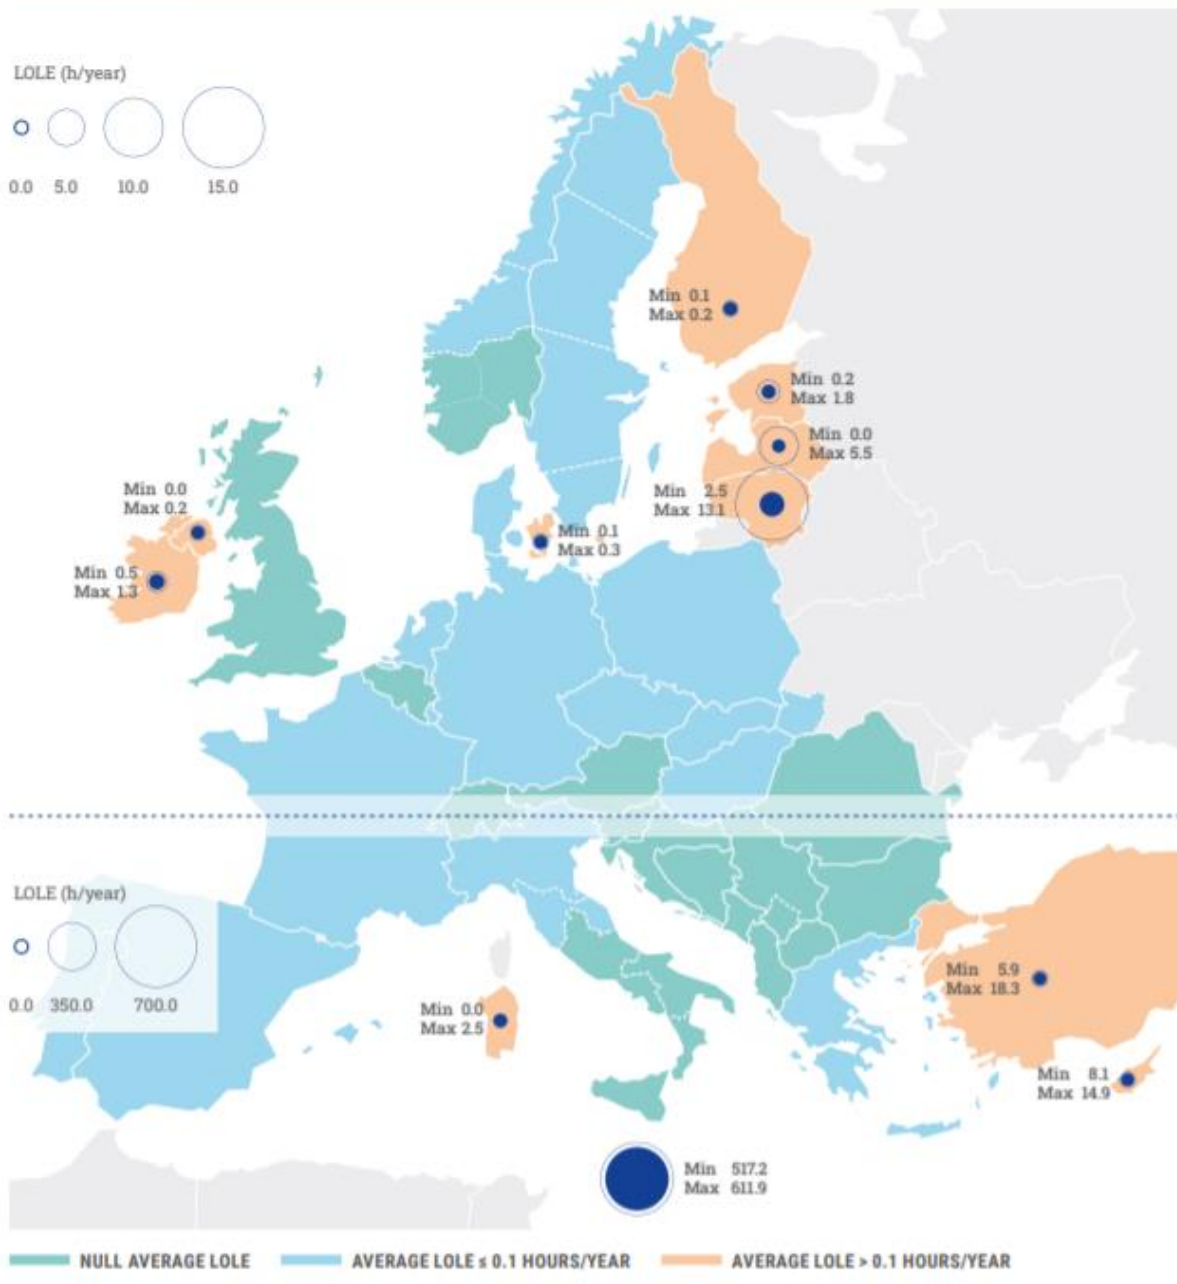 LOLE (h/year)
0.0 5.0 10.0 15.0
Min 0.1
Max 0.2
Min 0.2
Max 1.8
Min 0.0
Max 5.5
Min 0.0
Max 0.2
Min 2.5
Max 13.1
Min 0.1
Max 0.3
Min 0.5
Max 1.3
LOLE (h/year)
0.0 350.0 700.0
Min 5.9
Max 18.3
Min 0.0
Max 2.5
Min 8.1
Max 14.9
Min 517.2
Max 611.9
NULL AVERAGE LOLE AVERAGE LOLE ≤ 0.1 HOURS/YEAR AVERAGE LOLE > 0.1 HOURS/YEAR